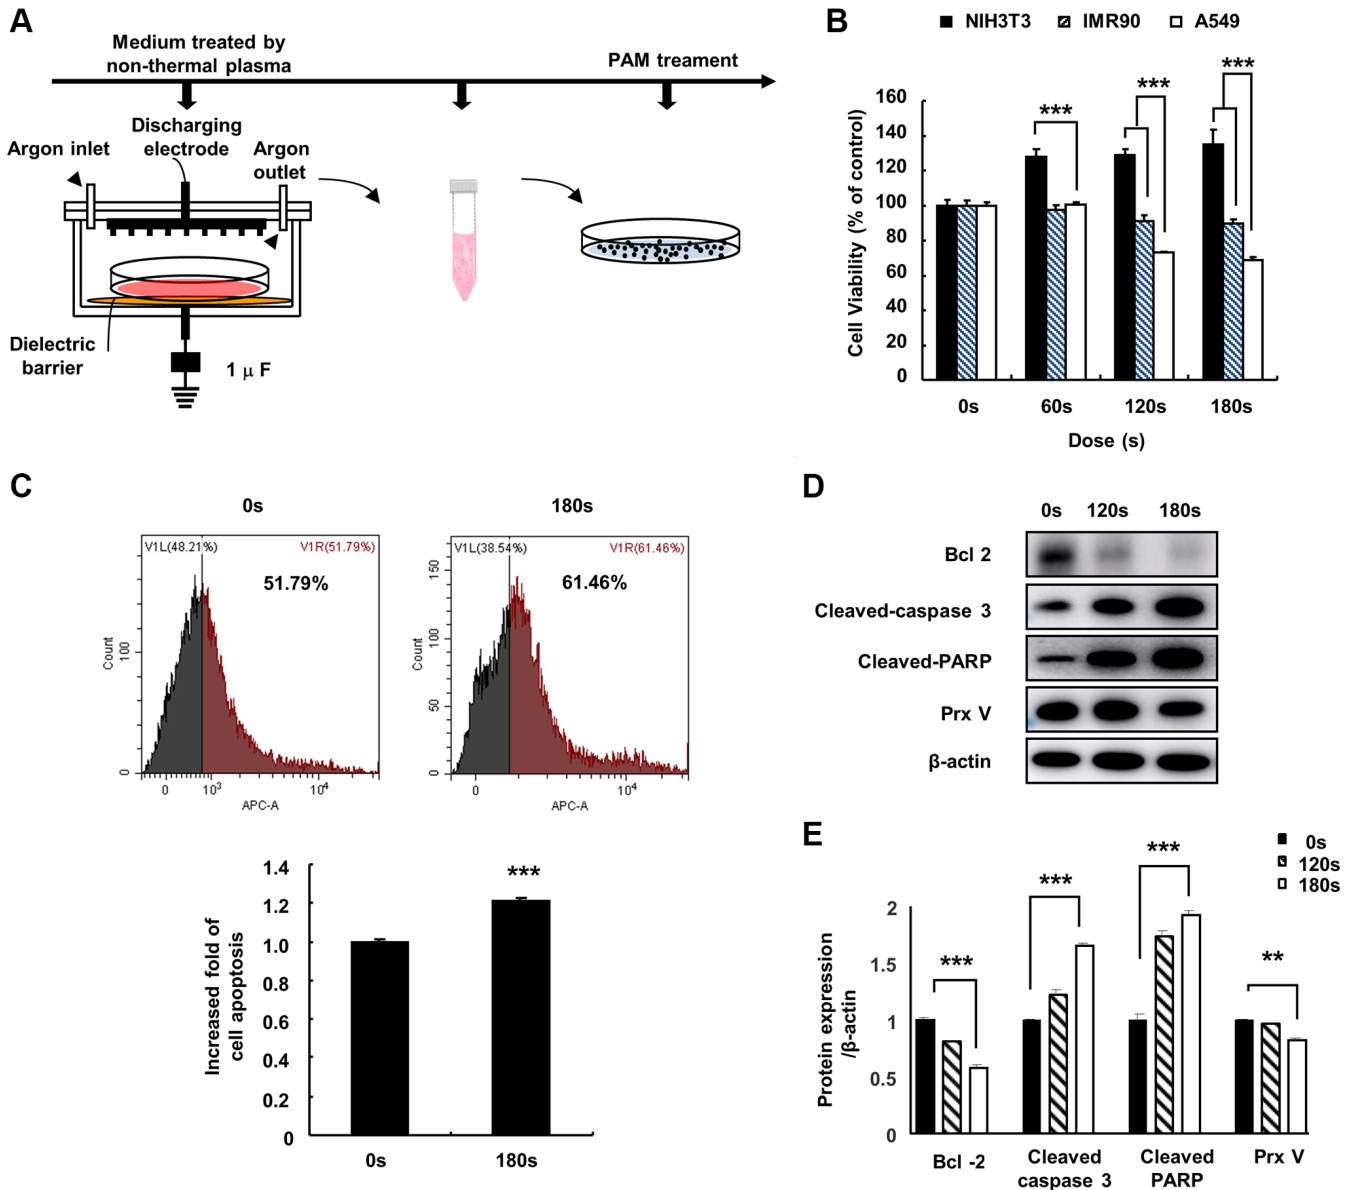 A
Medium treated by
non-thermal plasma
PAM treament
Discharging
electrode
Argon inlet
Argon
outlet
Dielectric
barrier
1 μ F
B
NIH3T3
IMR90
A549
***
***
***
Cell Viability (% of control)
160
140
120
100
80
60
40
20
0
0s
60s
120s
180s
Dose (s)
C
0s
V1L(48.21%)
V1R(51.79%)
51.79%
Count
100
0
0
10³
10⁴
APC-A
180s
V1L(38.54%)
V1R(61.46%)
61.46%
Count
150
100
50
0
0
10⁴
APC-A
Increased fold of
cell apoptosis
1.4
1.2
1.0
0.8
0.6
0.4
0.2
0
***
0s
180s
D
0s
120s
180s
Bcl 2
Cleaved-caspase 3
Cleaved-PARP
Prx V
β-actin
E
0s
120s
180s
Protein expression
/β-actin
2
1.5
1
0.5
0
***
***
***
**
Bcl -2
Cleaved
caspase 3
Cleaved
PARP
Prx V